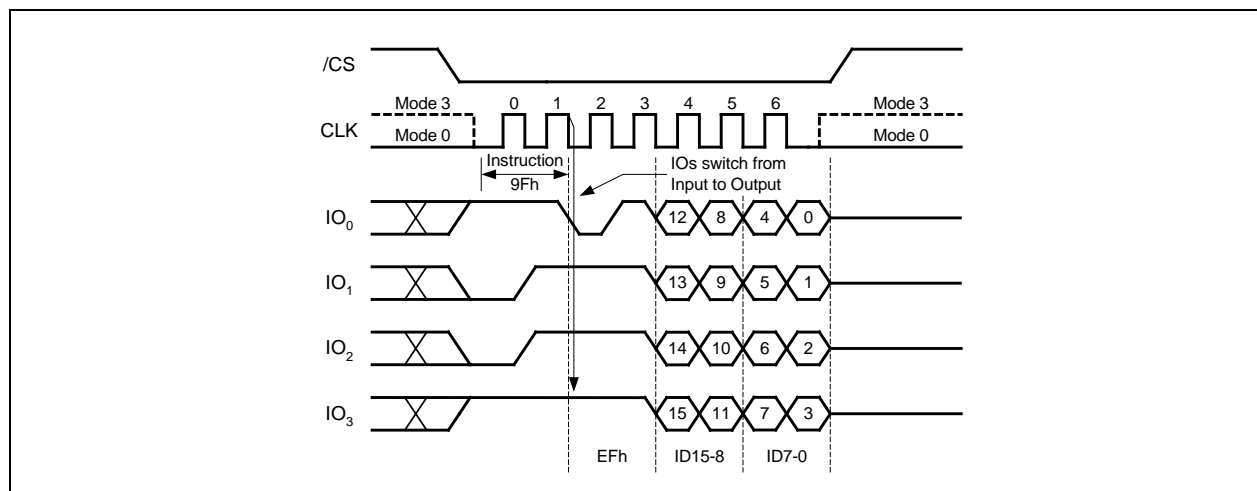 /CS
Mode 3 0 1 2 3 4 5 6 Mode 3
CLK
Mode 0 Mode 0
Instruction
9Fh
IOs switch from
Input to Output
IO0 12 8 4 0
IO1 13 9 5 1
IO2 14 10 6 2
IO3 15 11 7 3
EFh ID15-8 ID7-0